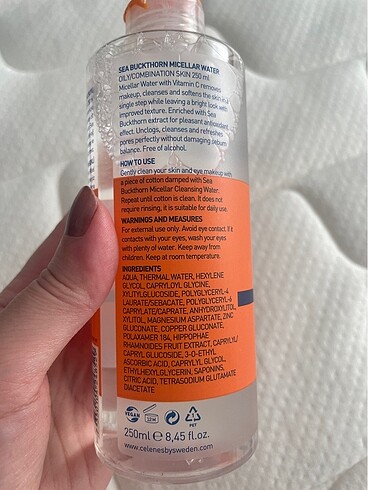 SEA BUCKTHORN MICELLAR WATER
OILY/COMBINATION SKIN 250 ml
Micellar Water with Vitamin C removes
makeup, cleanses and softens the skin in a
single step while leaving a bright look with
improved texture. Enriched with Sea
Buckthorn extract for pleasant antioxidant
effect. Unclogs, cleanses and refreshes
pores perfectly without damaging pebum
balance. Free of alcohol.
HOW TO USE
Gently clean your skin and eye makeup with
a piece of cotton damped with Sea
Buckthorn Micellar Cleansing Water.
Repeat until cotton is clean. It does not
require rinsing, it is suitable for daily use.
WARNINGS AND MEASURES
For external use only. Avoid eye contact. If it
contacts with your eyes, wash your eyes
with plenty of water. Keep away from
children. Keep at room temperature.
INGREDIENTS
AQUA, THERMAL WATER, HEXYLENE
GLYCOL, CAPRYLOYL GLYCINE,
XYLITYLGLUCOSIDE, POLYGLYCERYL-4
LAURATE/SEBACATE, POLYGLYCERYL-6
CAPRYLATE/CAPRATE, ANHYDROXYLITOL,
XYLITOL, MAGNESIUM ASPARTATE, ZINC
GLUCONATE, COPPER GLUCONATE,
POLAXAMER 184, HIPPOPHAE
RHAMNOIDES FRUIT EXTRACT, CAPRYLYL/
CAPRYL GLUCOSIDE, 3-O-ETHYL
ASCORBIC ACID, CAPRYLYL GLYCOL,
ETHYLHEXYLGLYCERIN, SAPONINS,
CITRIC ACID, TETRASODIUM GLUTAMATE
DIACETATE
VEGAN
12M
1
PET
250ml e 8,45 fl.oz.
www.celenesbysweden.com